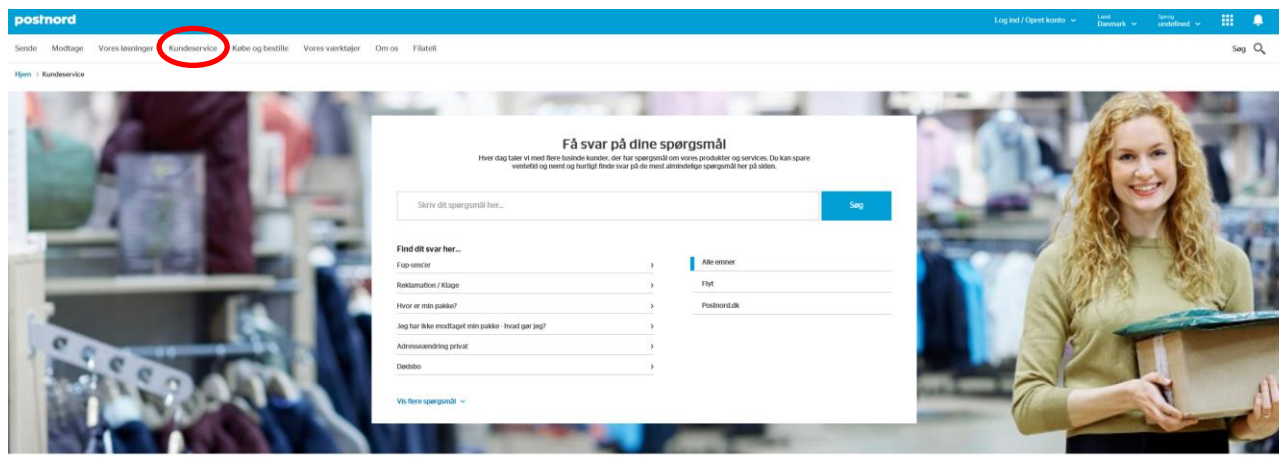 postnord
Log ind / Opret konto
Land
Danmark
Sprog
undefined
Sende Modtage Vores løsninger Kundeservice Købe og bestille Vores værktøjer Om os Filateli
Søg
Hjem > Kundeservice
Få svar på dine spørgsmål
Hver dag taler vi med flere tusinde kunder, der har spørgsmål om vores produkter og services. Du kan spare
ventetid og nemt og hurtigt finde svar på de mest almindelige spørgsmål her på siden.
Skriv dit spørgsmål her...
Søg
Find dit svar her...
Fup-sms'er
Reklamation / Klage
Hvor er min pakke?
Jeg har ikke modtaget min pakke - hvad gør jeg?
Adresseændring privat
Dødsbo
Vis flere spørgsmål
Alle emner
Flyt
Postnord.dk